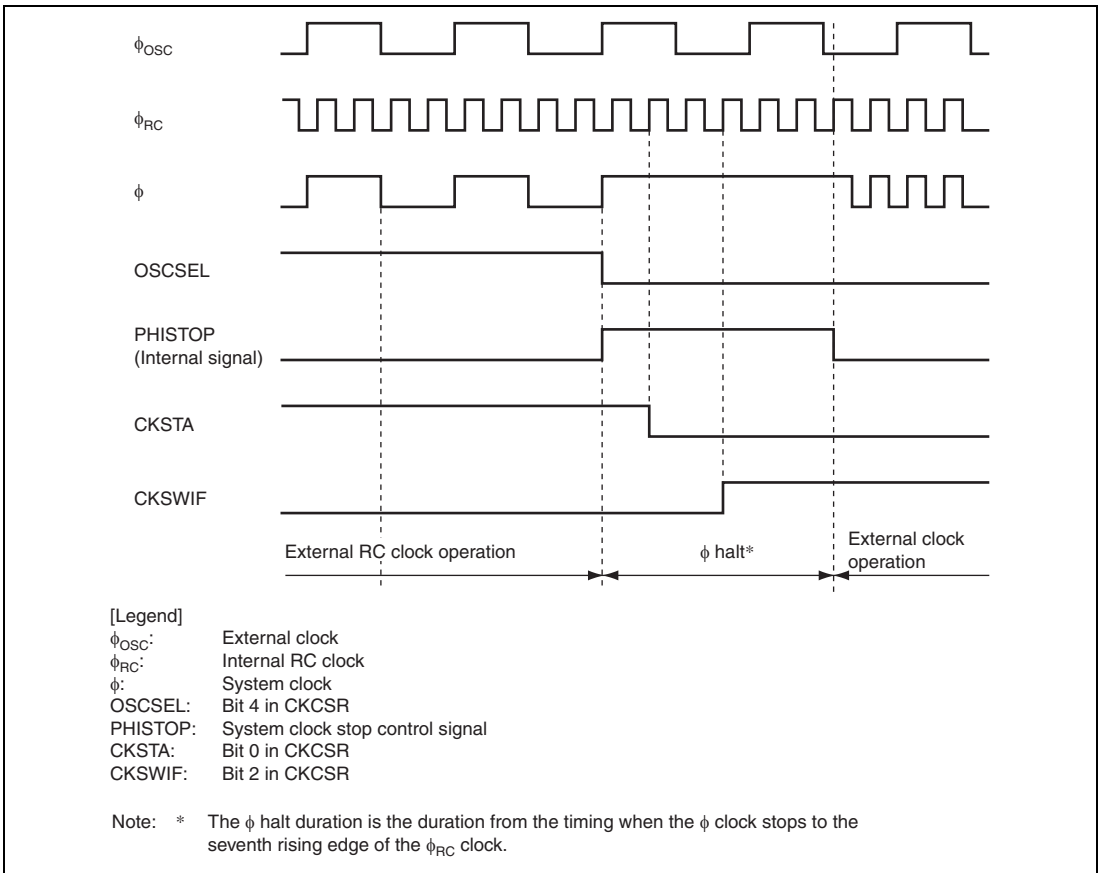 φOSC
φRC
φ
OSCSEL
PHISTOP
(Internal signal)
CKSTA
CKSWIF
External RC clock operation
φ halt*
External clock
operation
[Legend]
φOSC: External clock
φRC: Internal RC clock
φ: System clock
OSCSEL: Bit 4 in CKCSR
PHISTOP: System clock stop control signal
CKSTA: Bit 0 in CKCSR
CKSWIF: Bit 2 in CKCSR
Note: * The φ halt duration is the duration from the timing when the φ clock stops to the
seventh rising edge of the φRC clock.